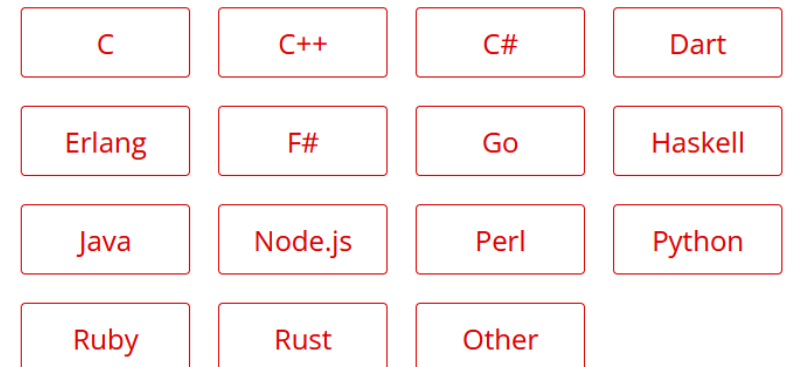 C C++ C# Dart
Erlang F# Go Haskell
Java Node.js Perl Python
Ruby Rust Other